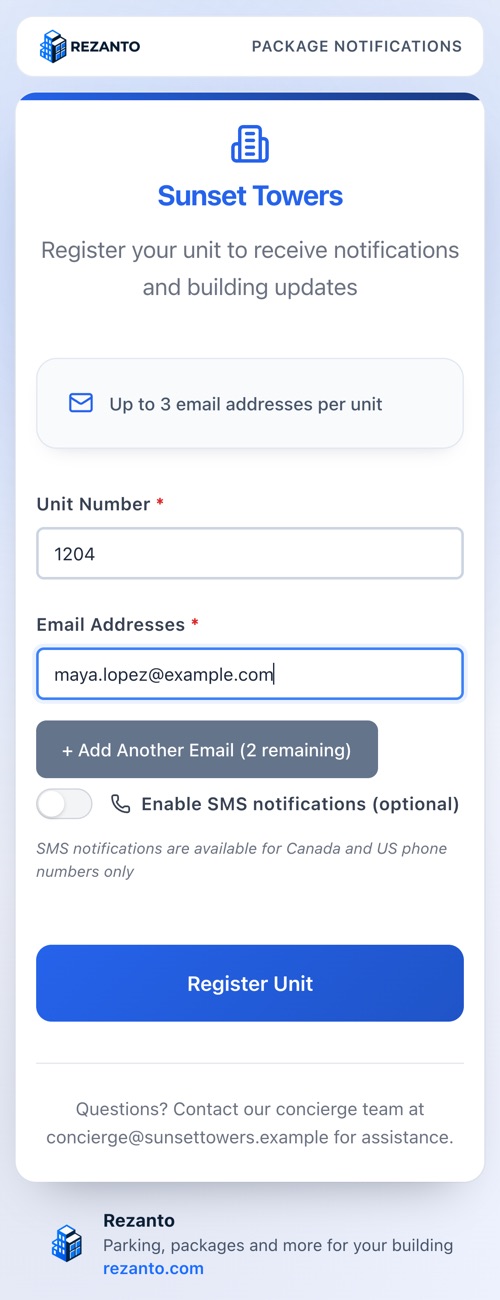 REZANTO
PACKAGE NOTIFICATIONS
Sunset Towers
Register your unit to receive notifications
and building updates
Up to 3 email addresses per unit
Unit Number *
1204
Email Addresses *
maya.lopez@example.com
+ Add Another Email (2 remaining)
Enable SMS notifications (optional)
SMS notifications are available for Canada and US phone
numbers only
Register Unit
Questions? Contact our concierge team at
concierge@sunsettowers.example for assistance.
Rezanto
Parking, packages and more for your building
rezanto.com